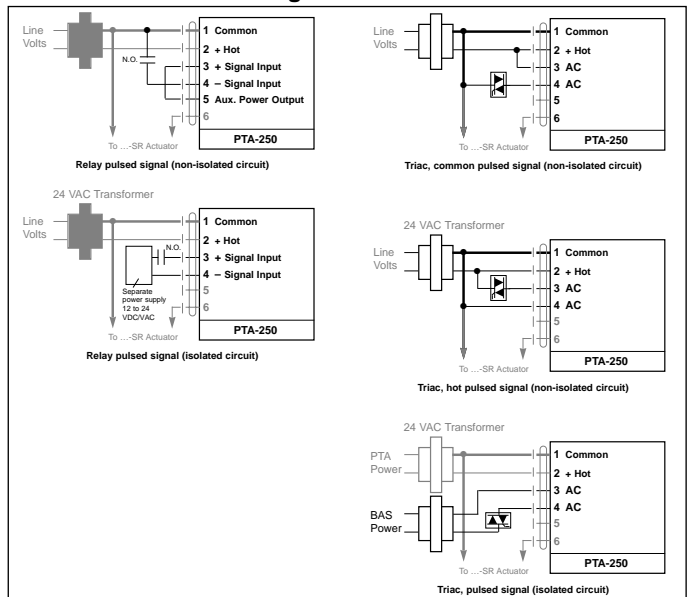 Line
Volts
N.O.
1 Common
2 + Hot
3 + Signal Input
4 – Signal Input
5 Aux. Power Output
6
PTA-250
To …-SR Actuator
Relay pulsed signal (non-isolated circuit)
24 VAC Transformer
Line
Volts
N.O.
Separate
power supply
12 to 24
VDC/VAC
1 Common
2 + Hot
3 + Signal Input
4 – Signal Input
5
6
PTA-250
To …-SR Actuator
Relay pulsed signal (isolated circuit)
Line
Volts
1 Common
2 + Hot
3 AC
4 AC
5
6
PTA-250
To …-SR Actuator
Triac, common pulsed signal (non-isolated circuit)
24 VAC Transformer
Line
Volts
1 Common
2 + Hot
3 AC
4 AC
5
6
PTA-250
To …-SR Actuator
Triac, hot pulsed signal (non-isolated circuit)
24 VAC Transformer
PTA
Power
BAS
Power
1 Common
2 + Hot
3 AC
4 AC
5
6
PTA-250
To …-SR Actuator
Triac, pulsed signal (isolated circuit)